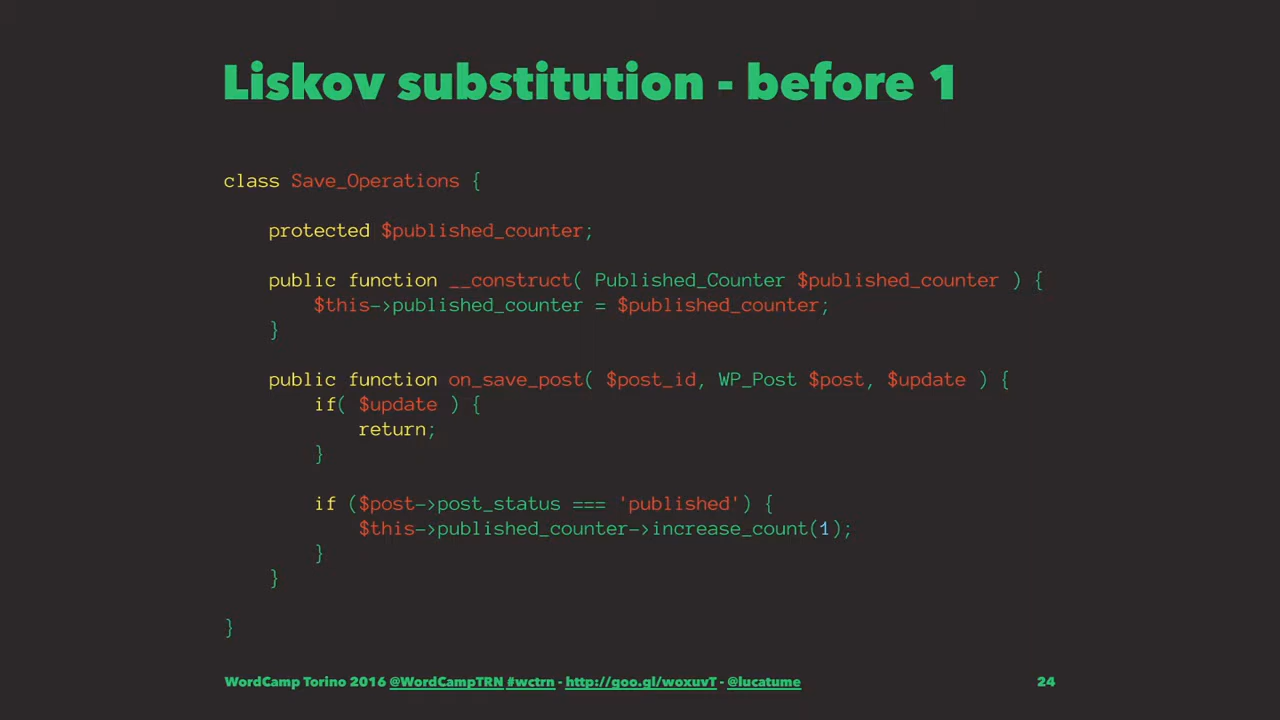 Liskov substitution - before 1
class Save_Operations {
protected $published_counter;
public function __construct( Published_Counter $published_counter ) {
$this->published_counter = $published_counter;
}
public function on_save_post( $post_id, WP_Post $post, $update ) {
if( $update ) {
return;
}
if ($post->post_status === 'published') {
$this->published_counter->increase_count(1);
}
}
}
WordCamp Torino 2016 @WordCampTRN #wctrn - http://goo.gl/woxuvT - @lucatume 24